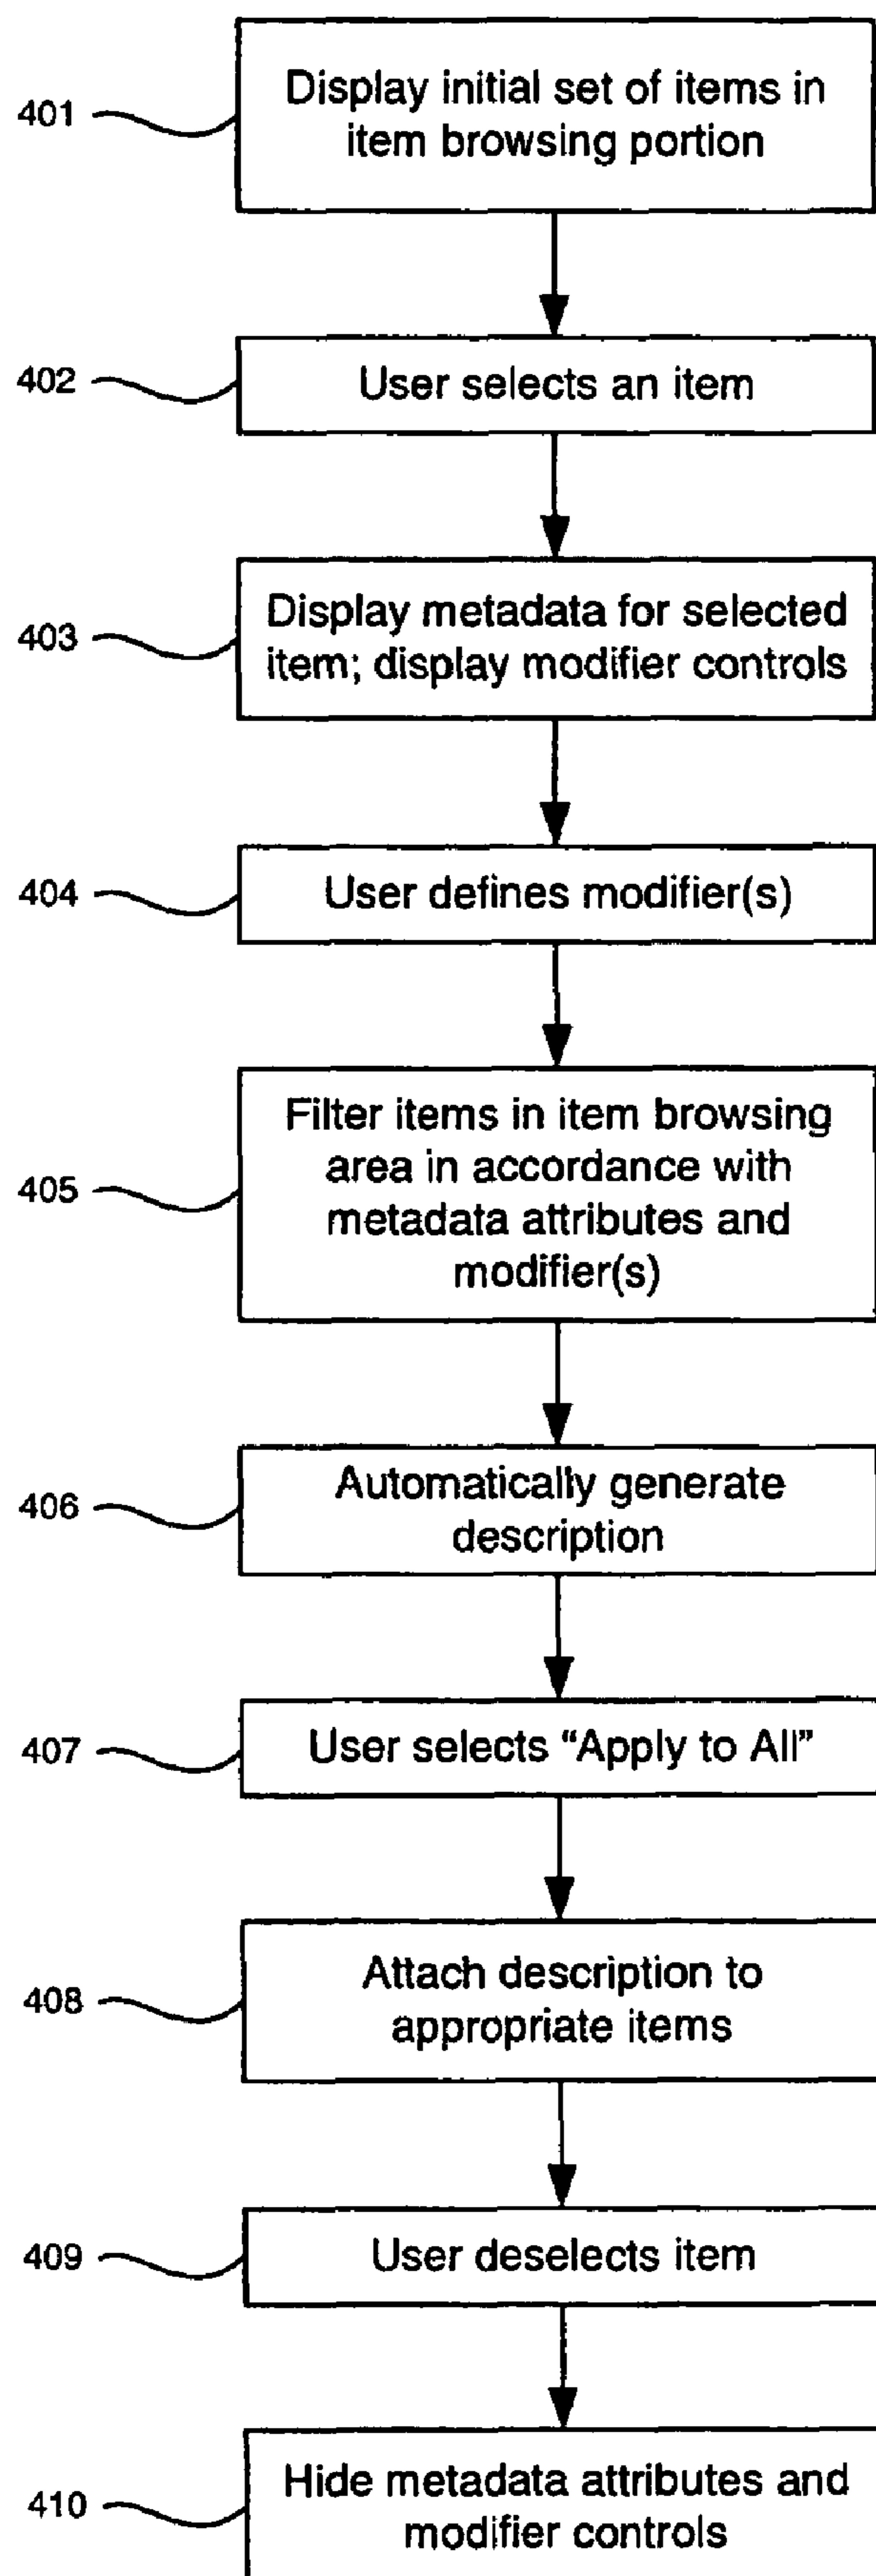 401
Display initial set of items in
item browsing portion
402
User selects an item
403
Display metadata for selected
item; display modifier controls
404
User defines modifier(s)
405
Filter items in item browsing
area in accordance with
metadata attributes and
modifier(s)
406
Automatically generate
description
407
User selects “Apply to All”
408
Attach description to
appropriate items
409
User deselects item
410
Hide metadata attributes and
modifier controls